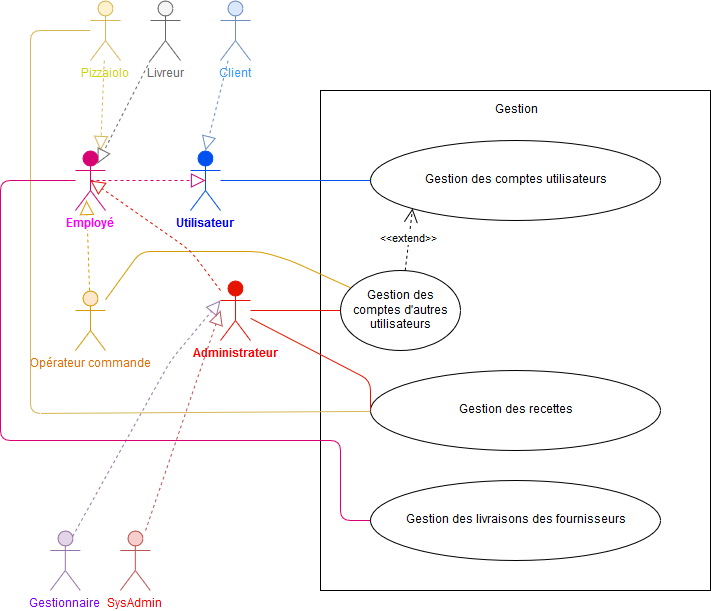 Pizzaiolo
Livreur
Client
Gestion
Gestion des comptes utilisateurs
Employé
Utilisateur
<<extend>>
Gestion des
comptes d'autres
utilisateurs
Administrateur
Opérateur commande
Gestion des recettes
Gestion des livraisons des fournisseurs
Gestionnaire
SysAdmin